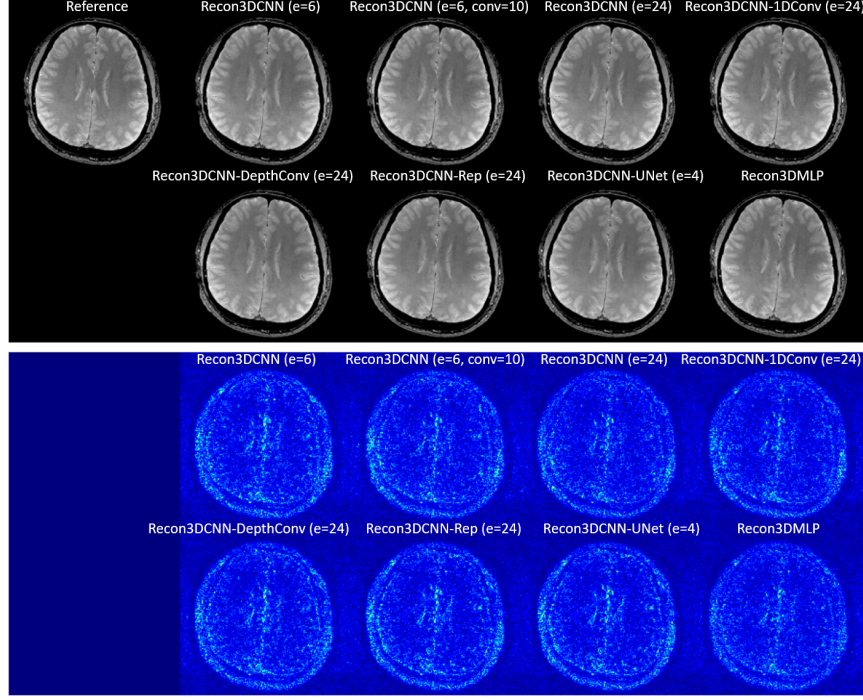 Reference Recon3DCNN (e=6) Recon3DCNN (e=6, conv=10) Recon3DCNN (e=24) Recon3DCNN-1DConv (e=24)
Recon3DCNN-DepthConv (e=24) Recon3DCNN-Rep (e=24) Recon3DCNN-UNet (e=4) Recon3DMLP
Recon3DCNN (e=6) Recon3DCNN (e=6, conv=10) Recon3DCNN (e=24) Recon3DCNN-1DConv (e=24)
Recon3DCNN-DepthConv (e=24) Recon3DCNN-Rep (e=24) Recon3DCNN-UNet (e=4) Recon3DMLP